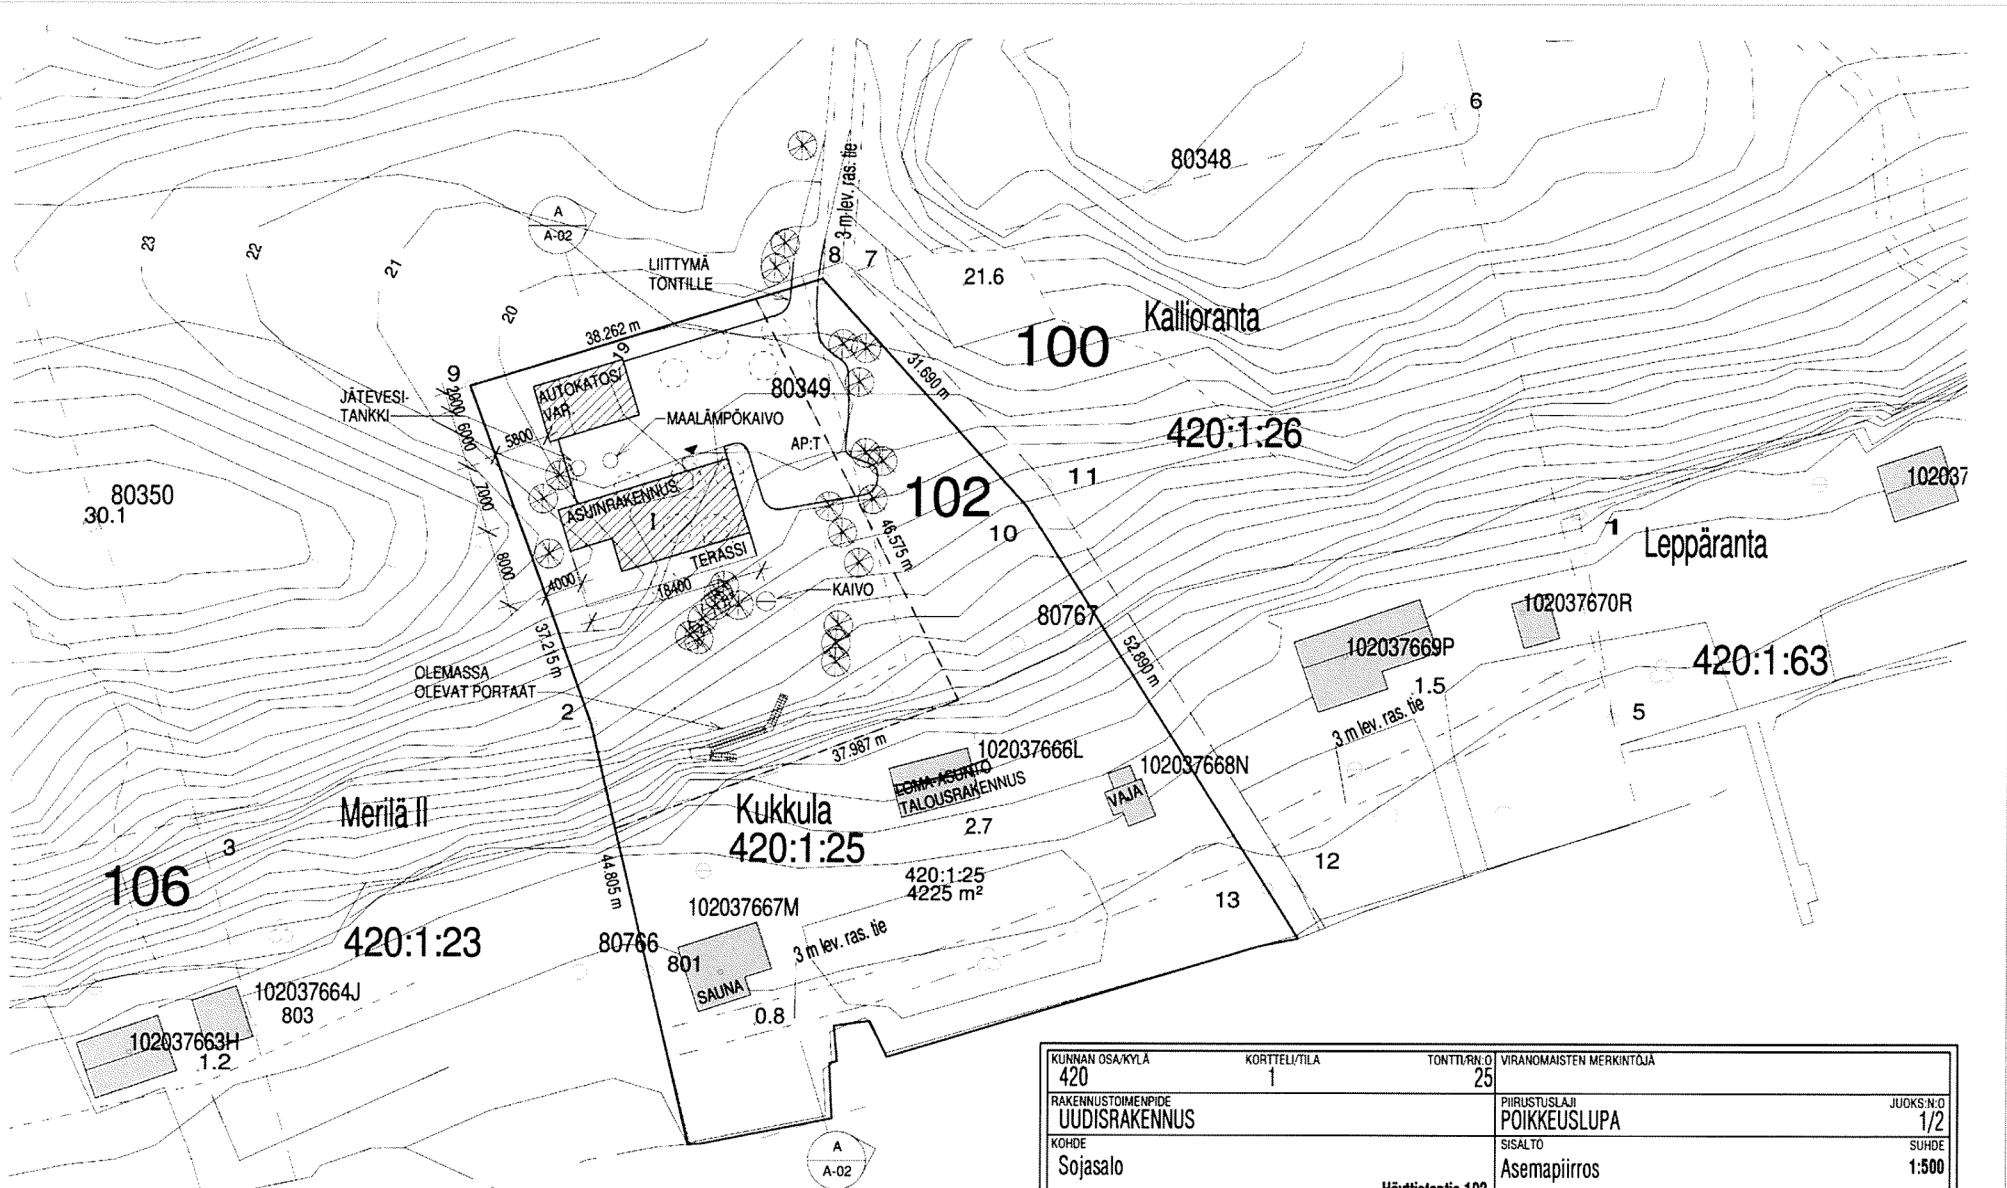 6
80348
3 m lev. ras. tie
A
A-02
23
22
21
20
19
LIITTYMÄ
TONTILLE
8
7
21.6
Kallioranta
100
38.262 m
31.690 m
9
JÄTEVESI-
TANKKI
2800
6000
5800
7000
8000
4000
18400
AUTOKATOS/
VAR.
80349
MAALÄMPÖKAIVO
AP:T
420:1:26
11
102
10
80350
30.1
ASUINRAKENNUS
I
TERASSI
46.575 m
102037
1
Leppäranta
KAIVO
80767
102037670R
102037669P
1.5
420:1:63
5
3 m lev. ras. tie
37.215 m
52.890 m
OLEMASSA
OLEVAT PORTAAT
2
37.987 m
102037666L
LOMA-ASUNTO
TALOUSRAKENNUS
102037668N
VAJA
2.7
Merilä II
Kukkula
420:1:25
3
106
420:1:23
44.805 m
420:1:25
4225 m²
12
13
102037667M
80766
801
SAUNA
3 m lev. ras. tie
0.8
102037664J
803
102037663H
1.2
A
A-02
KUNNAN OSA/KYLÄ KORTTELI/TILA TONTTI/RN:O VIRANOMAISTEN MERKINTÖJÄ
420 1 25
RAKENNUSTOIMENPIDE PIIRUSTUSLAJI JUOKS:N:O
UUDISRAKENNUS POIKKEUSLUPA 1/2
KOHDE SISÄLTÖ SUHDE
Sojasalo Asemapiirros 1:500